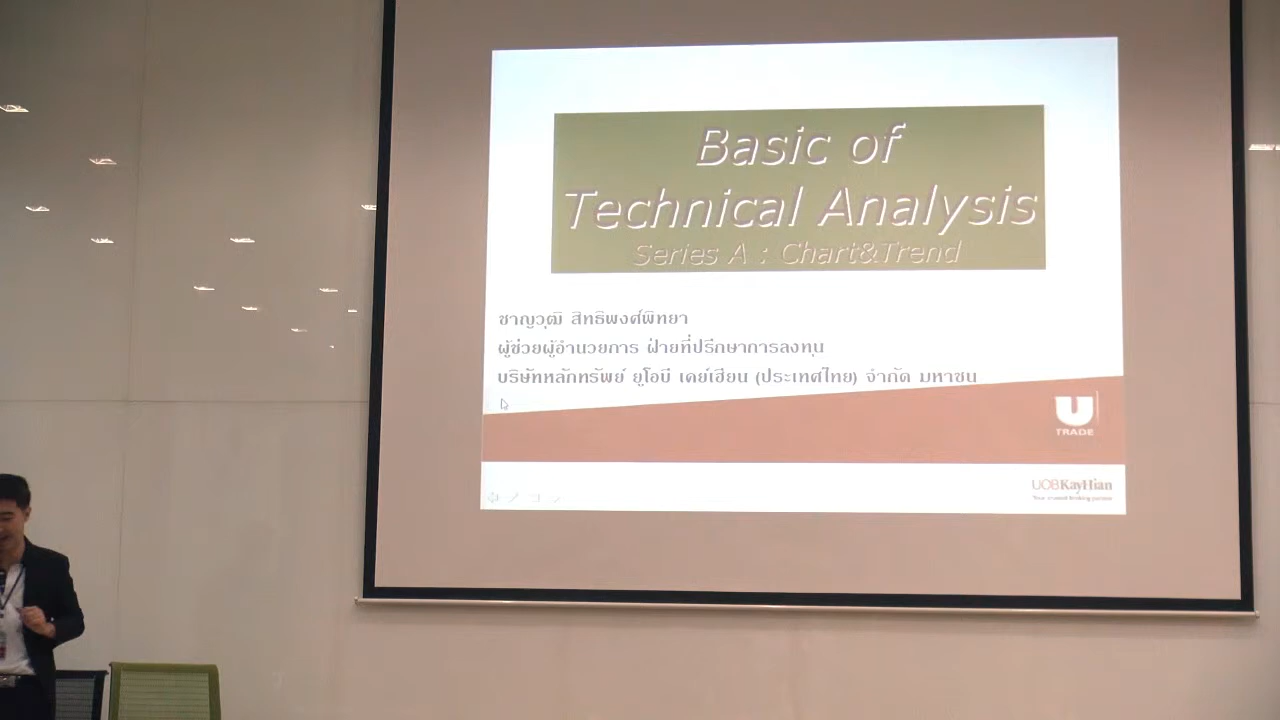 Basic of
Technical Analysis
Series A : Chart&Trend
ชาญวุฒิ สิทธิพงศ์พิทยา
ผู้ช่วยผู้อำนวยการ ฝ่ายที่ปรึกษาการลงทุน
บริษัทหลักทรัพย์ ยูโอบี เคย์เฮียน (ประเทศไทย) จำกัด มหาชน
U
TRADE
UOBKayHian